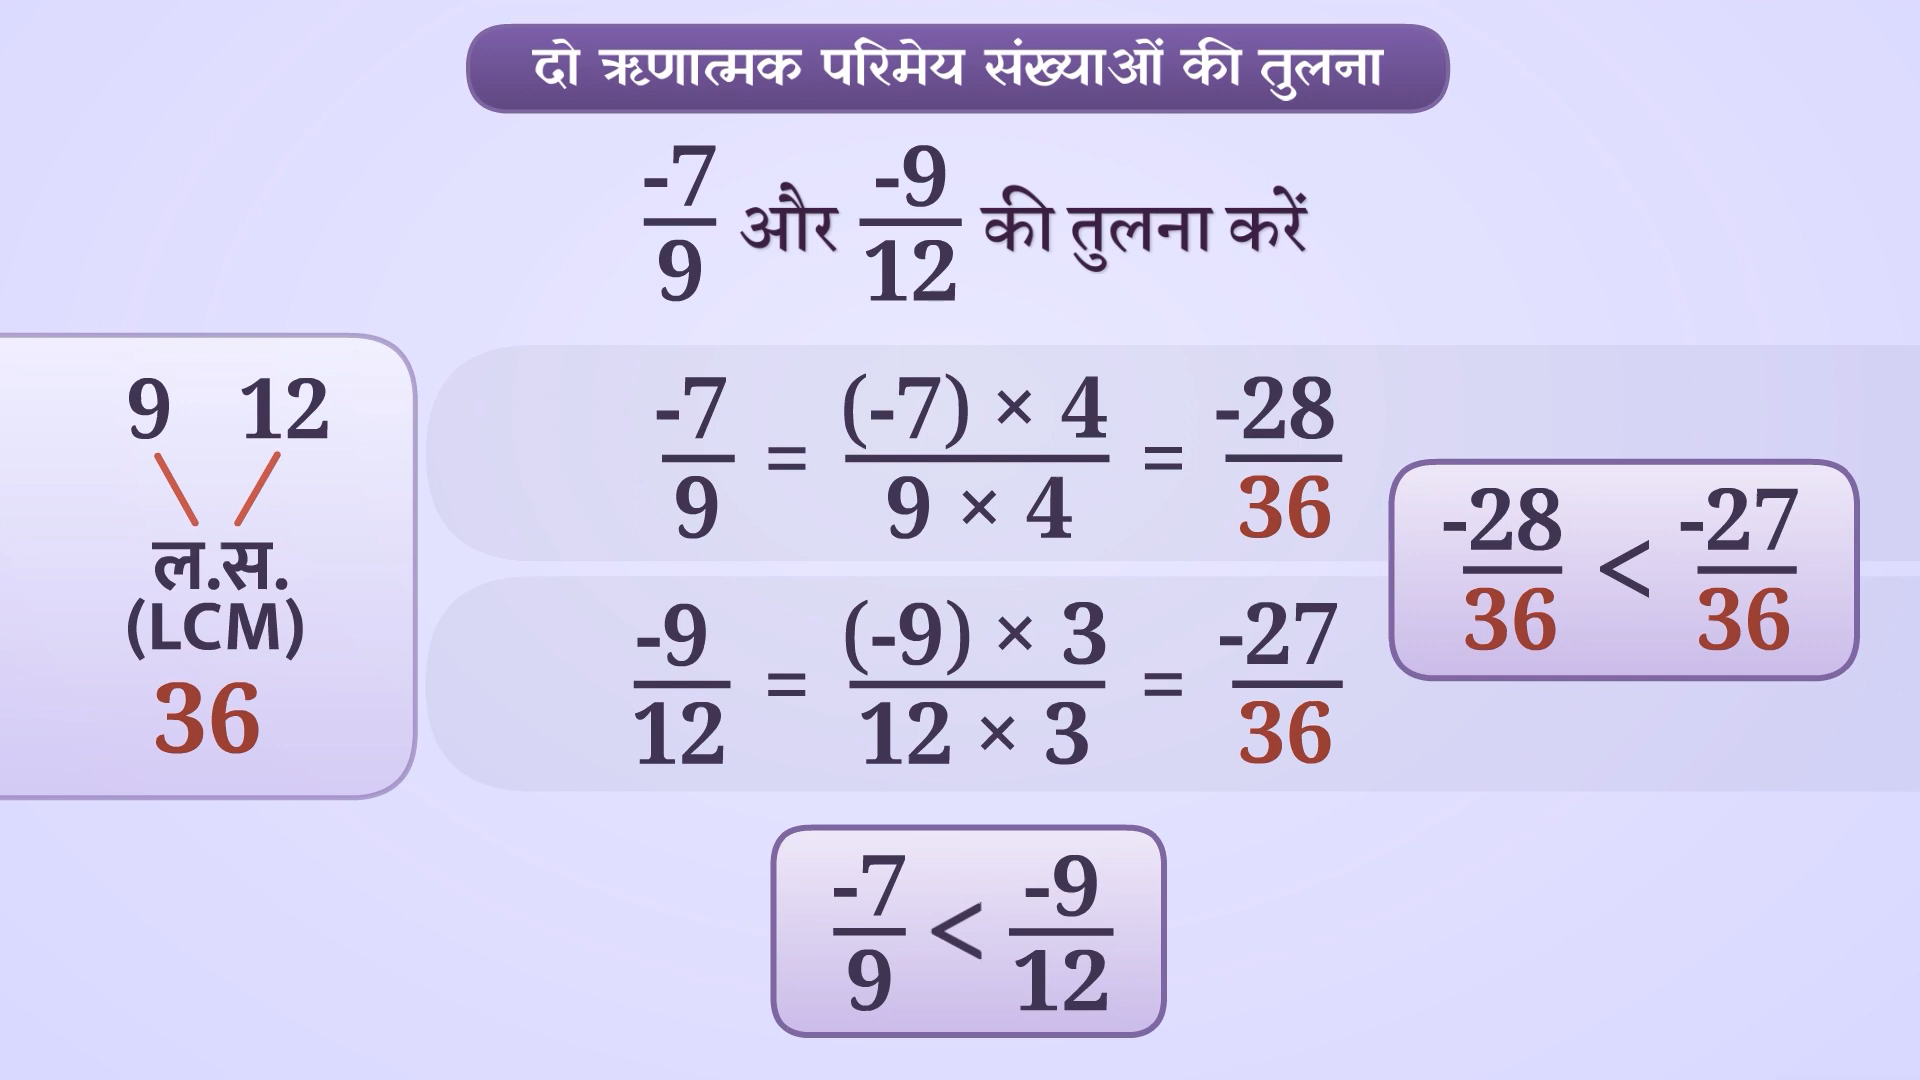 दो ऋणात्मक परिमेय संख्याओं की तुलना
-7/9 और -9/12 की तुलना करें
9 12
ल.स.
(LCM)
36
-7/9 = (-7) × 4 / 9 × 4 = -28/36
-9/12 = (-9) × 3 / 12 × 3 = -27/36
-28/36 < -27/36
-7/9 < -9/12